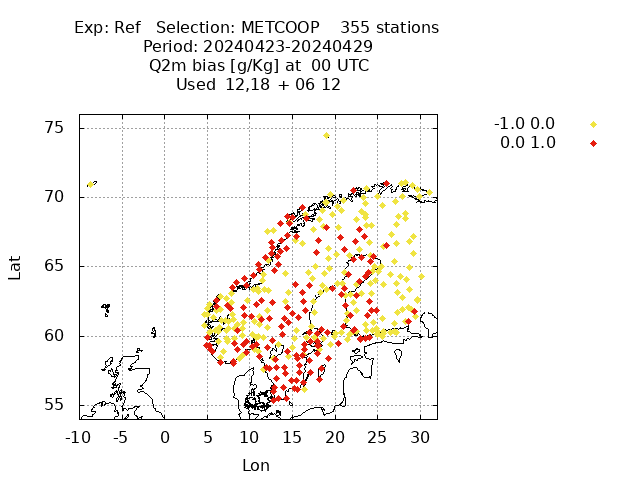 Exp: Ref   Selection: METCOOP    355 stations
Period: 20240423-20240429
Q2m bias [g/Kg] at  00 UTC
Used  12,18 + 06 12
-1.0 0.0
0.0 1.0
75
70
65
60
55
Lat
-10 -5 0 5 10 15 20 25 30
Lon